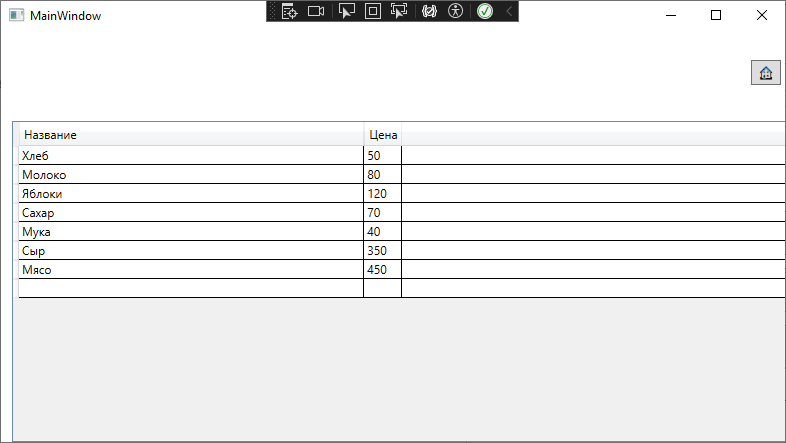 MainWindow
Название Цена
Хлеб 50
Молоко 80
Яблоки 120
Сахар 70
Мука 40
Сыр 350
Мясо 450